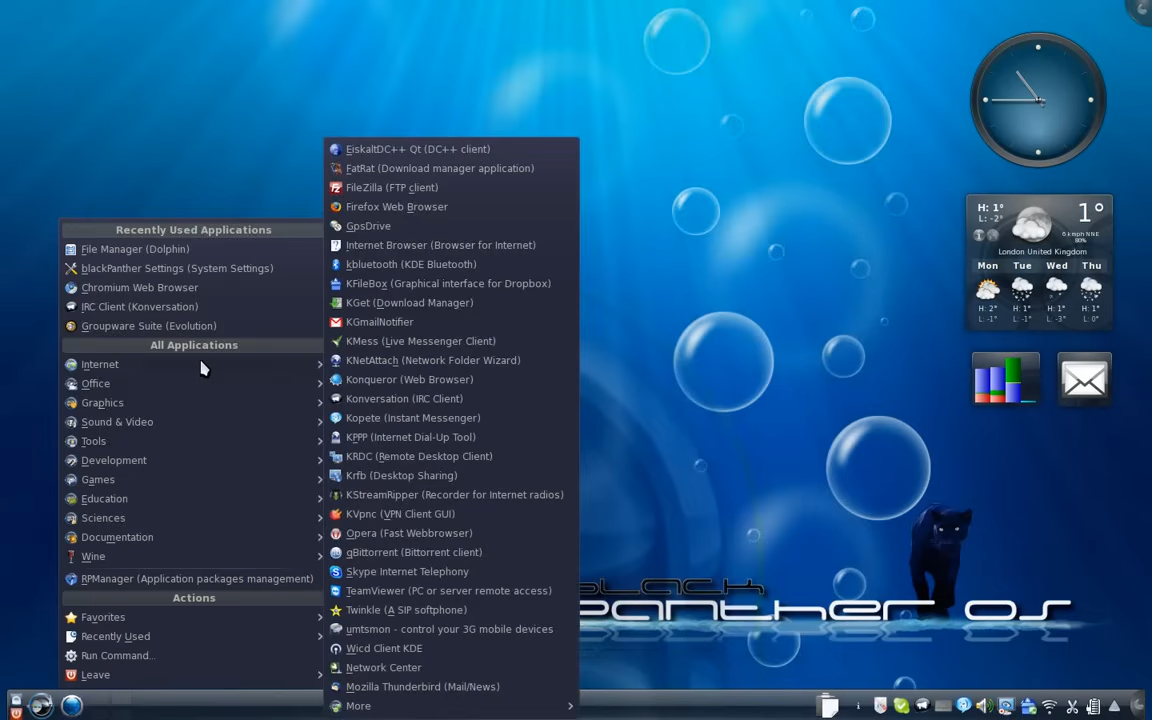 Recently Used Applications
File Manager (Dolphin)
blackPanther Settings (System Settings)
Chromium Web Browser
IRC Client (Konversation)
Groupware Suite (Evolution)
All Applications
Internet
Office
Graphics
Sound & Video
Tools
Development
Games
Education
Sciences
Documentation
Wine
RPManager (Application packages management)
Actions
Favorites
Recently Used
Run Command...
Leave
EiskaltDC++ Qt (DC++ client)
FatRat (Download manager application)
FileZilla (FTP client)
Firefox Web Browser
GpsDrive
Internet Browser (Browser for Internet)
kbluetooth (KDE Bluetooth)
KFileBox (Graphical interface for Dropbox)
KGet (Download Manager)
KGmailNotifier
KMess (Live Messenger Client)
KNetAttach (Network Folder Wizard)
Konqueror (Web Browser)
Konversation (IRC Client)
Kopete (Instant Messenger)
KPPP (Internet Dial-Up Tool)
KRDC (Remote Desktop Client)
Krfb (Desktop Sharing)
KStreamRipper (Recorder for Internet radios)
KVpnc (VPN Client GUI)
Opera (Fast Webbrowser)
qBittorrent (Bittorrent client)
Skype Internet Telephony
TeamViewer (PC or server remote access)
Twinkle (A SIP softphone)
umtsmon - control your 3G mobile devices
Wicd Client KDE
Network Center
Mozilla Thunderbird (Mail/News)
More
H: 1°
L: -2°
1°
0 kmph NNE
80%
London United Kingdom
Mon Tue Wed Thu
H: 2° H: 1° H: 1° H: 1°
L: -1° L: -1° L: -3° L: 0°
BLACK
Panther OS